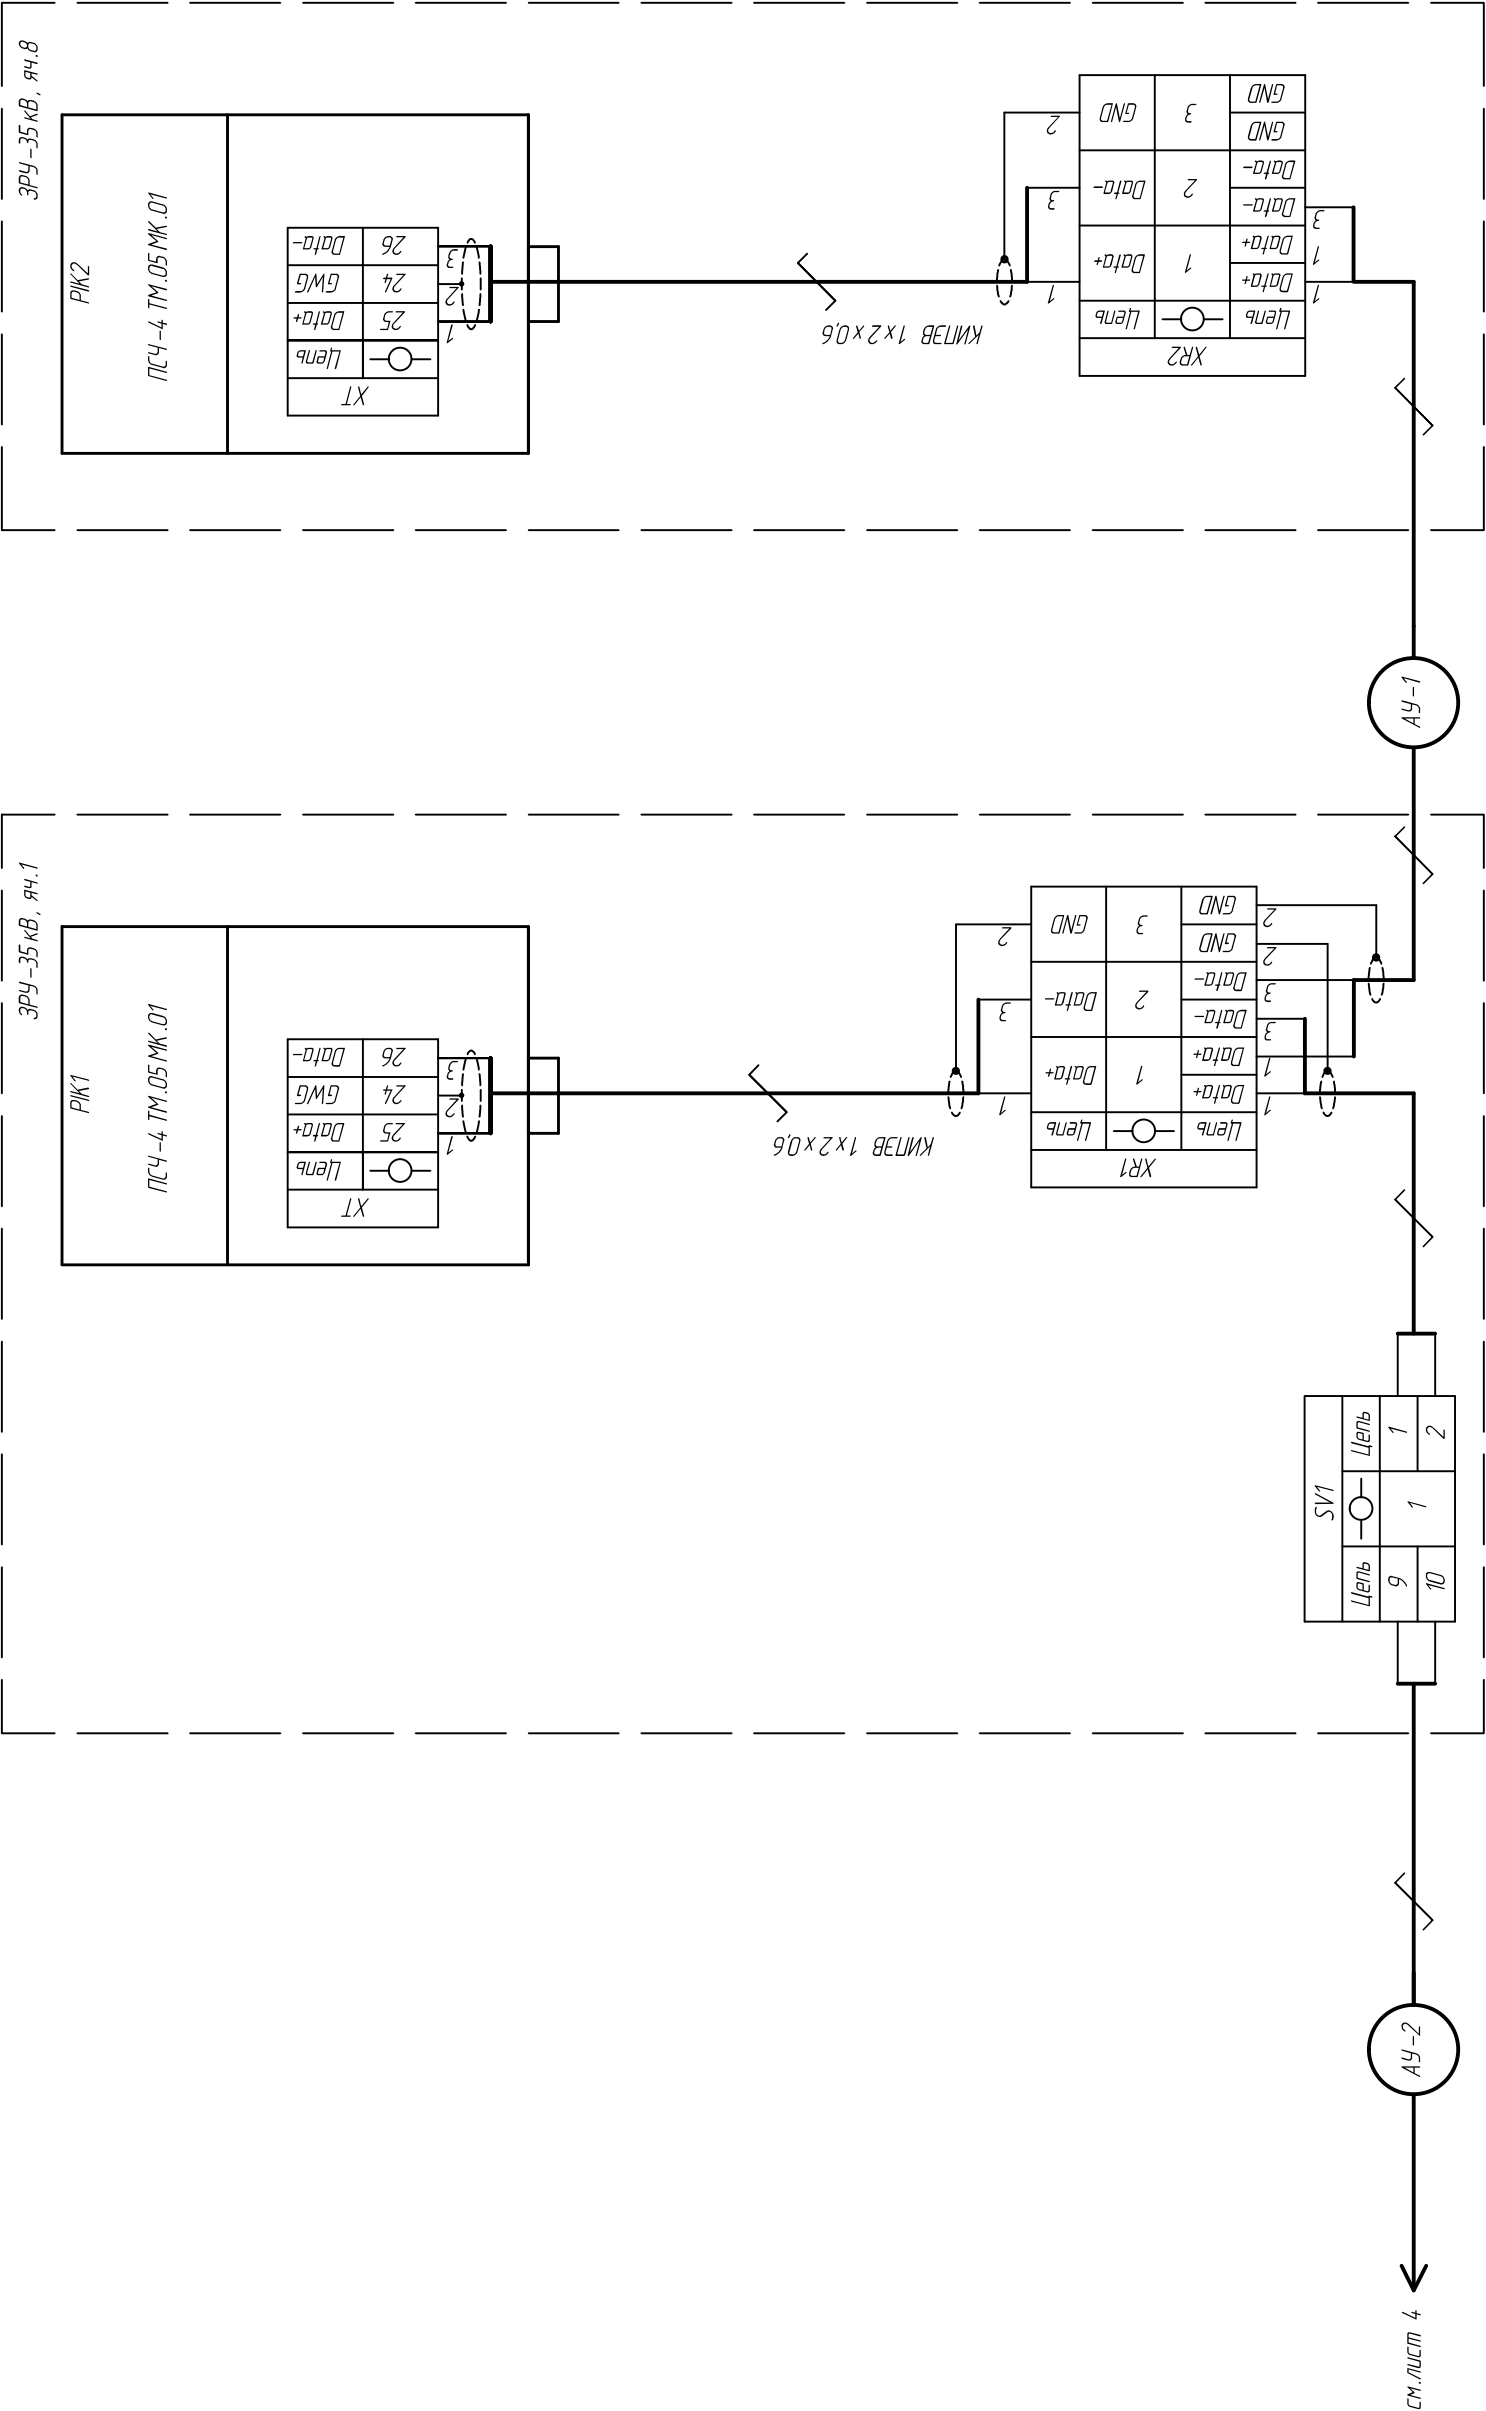 ЗРУ-35 кВ, яч.8
PIK2
ПСЧ-4 ТМ.05 МК.01
Data- 26
GWG 24
Data+ 25
Цепь
XT
3
2
1
КИПЭВ 1х2х0,6
2
3
1
GND 3 GND
GND
Data- 2 Data-
Data-
Data+ 1 Data+
Data+
Цепь Цепь
XR2
3
1
1
АУ-1
ЗРУ-35 кВ, яч.1
PIK1
ПСЧ-4 ТМ.05 МК.01
Data- 26
GWG 24
Data+ 25
Цепь
XT
3
2
1
КИПЭВ 1х2х0,6
2
3
1
GND 3 GND
GND
Data- 2 Data-
Data-
Data+ 1 Data+
Data+
Цепь Цепь
XR1
2
2
3
3
1
1
SV1
Цепь Цепь
9 1 1
10 2
АУ-2
см.лист 4